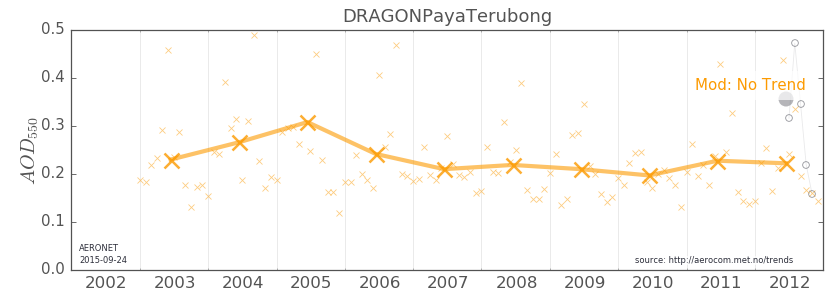 DRAGONPayaTerubong
0.5
0.4
0.3
0.2
0.1
0.0
AOD550
Mod: No Trend
AERONET
2015-09-24
source: http://aerocom.met.no/trends
2002 2003 2004 2005 2006 2007 2008 2009 2010 2011 2012